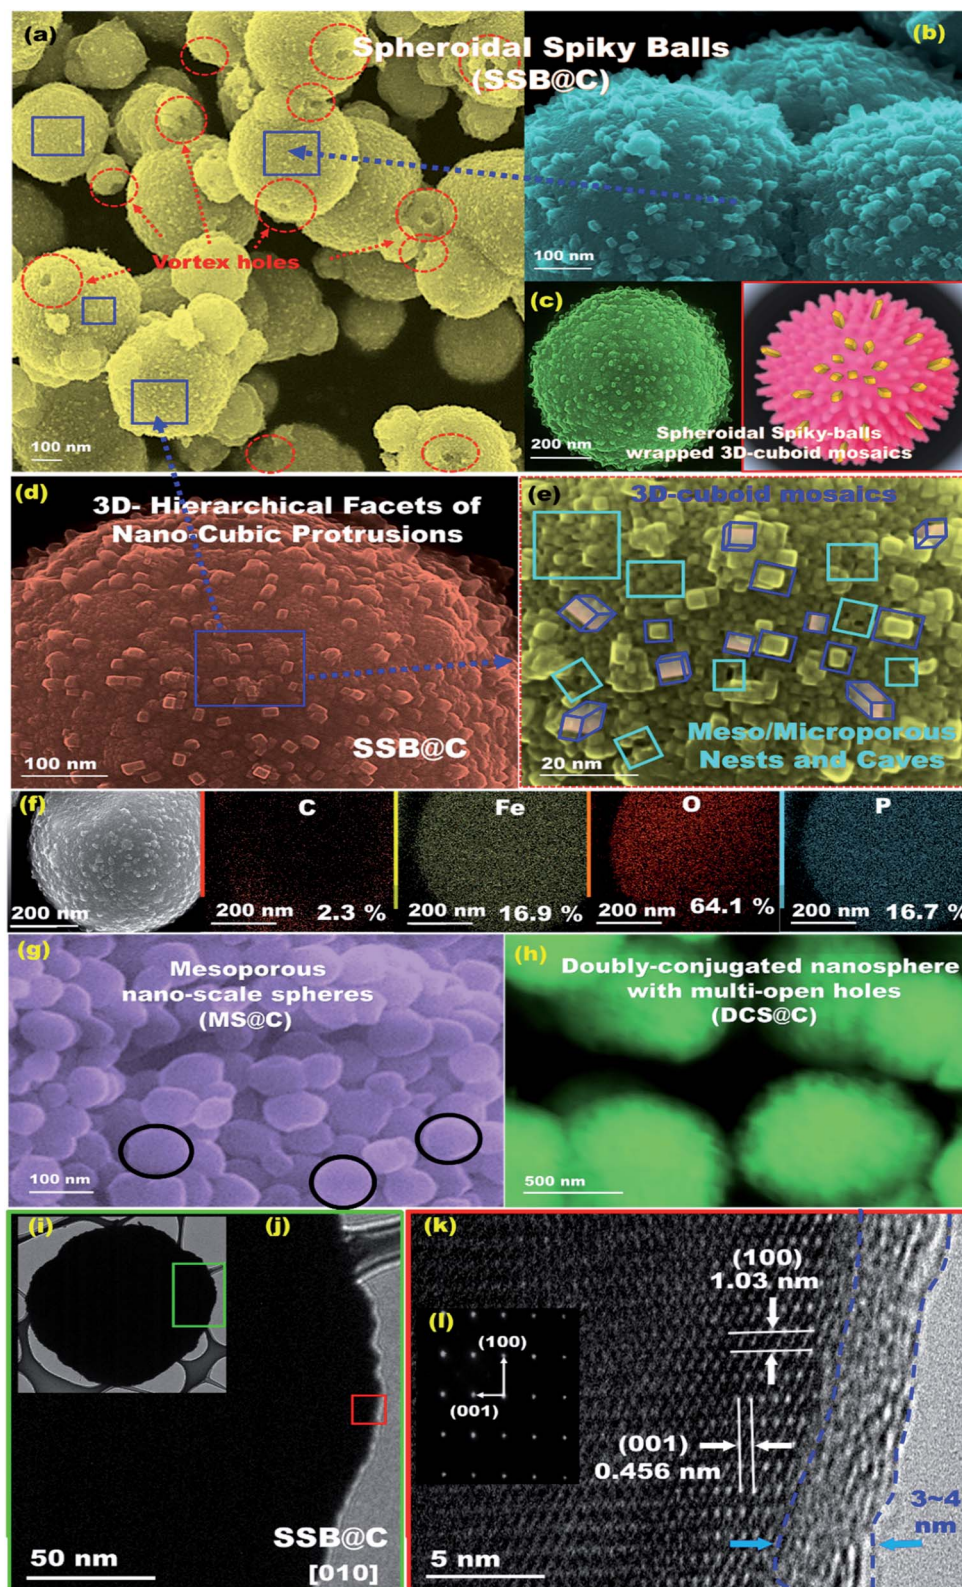 (a)
Spheroidal Spiky Balls
(SSB@C)
(b)
Vortex holes
100 nm
100 nm
(c)
200 nm
Spheroidal Spiky-balls
wrapped 3D-cuboid mosaics
(d)
3D- Hierarchical Facets of
Nano-Cubic Protrusions
100 nm
SSB@C
(e)
3D-cuboid mosaics
Meso/Microporous
Nests and Caves
20 nm
(f)
C
Fe
O
P
200 nm
200 nm
2.3 %
200 nm
16.9 %
200 nm
64.1 %
200 nm
16.7 %
(g)
Mesoporous
nano-scale spheres
(MS@C)
100 nm
(h)
Doubly-conjugated nanosphere
with multi-open holes
(DCS@C)
500 nm
(i)
(j)
50 nm
SSB@C
[010]
(k)
(100)
1.03 nm
(l)
(100)
(001)
(001)
0.456 nm
3~4
nm
5 nm